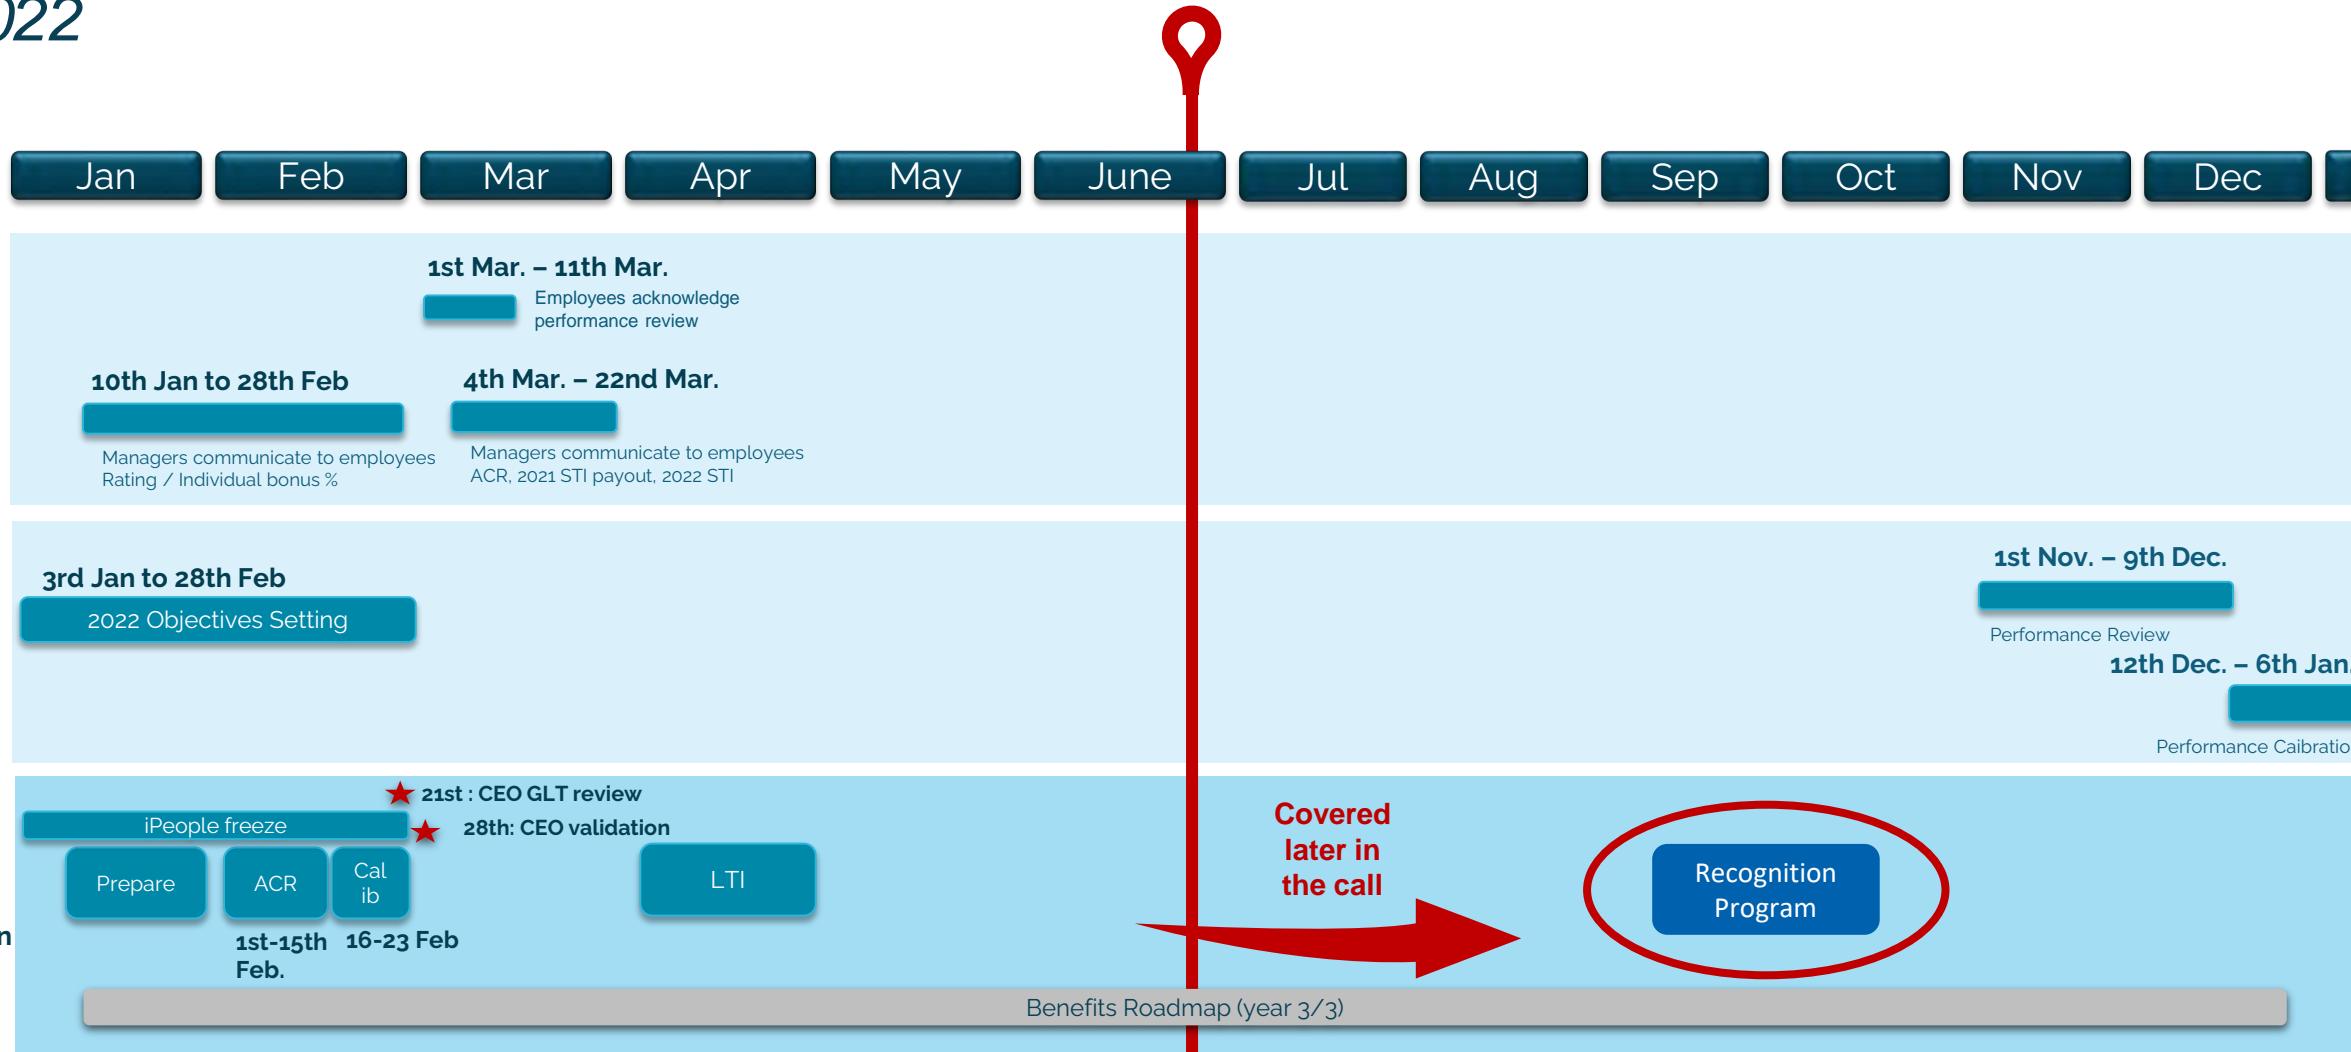 022
Jan
Feb
Mar
Apr
May
June
Jul
Aug
Sep
Oct
Nov
Dec
1st Mar. – 11th Mar.
Employees acknowledge
performance review
10th Jan to 28th Feb
Managers communicate to employees
Rating / Individual bonus %
4th Mar. – 22nd Mar.
Managers communicate to employees
ACR, 2021 STI payout, 2022 STI
3rd Jan to 28th Feb
2022 Objectives Setting
1st Nov. – 9th Dec.
Performance Review
12th Dec. – 6th Jan.
Performance Caibratio
21st : CEO GLT review
iPeople freeze
28th: CEO validation
Prepare
ACR
Cal
ib
LTI
1st-15th
Feb.
16-23 Feb
n
Covered
later in
the call
Recognition
Program
Benefits Roadmap (year 3/3)